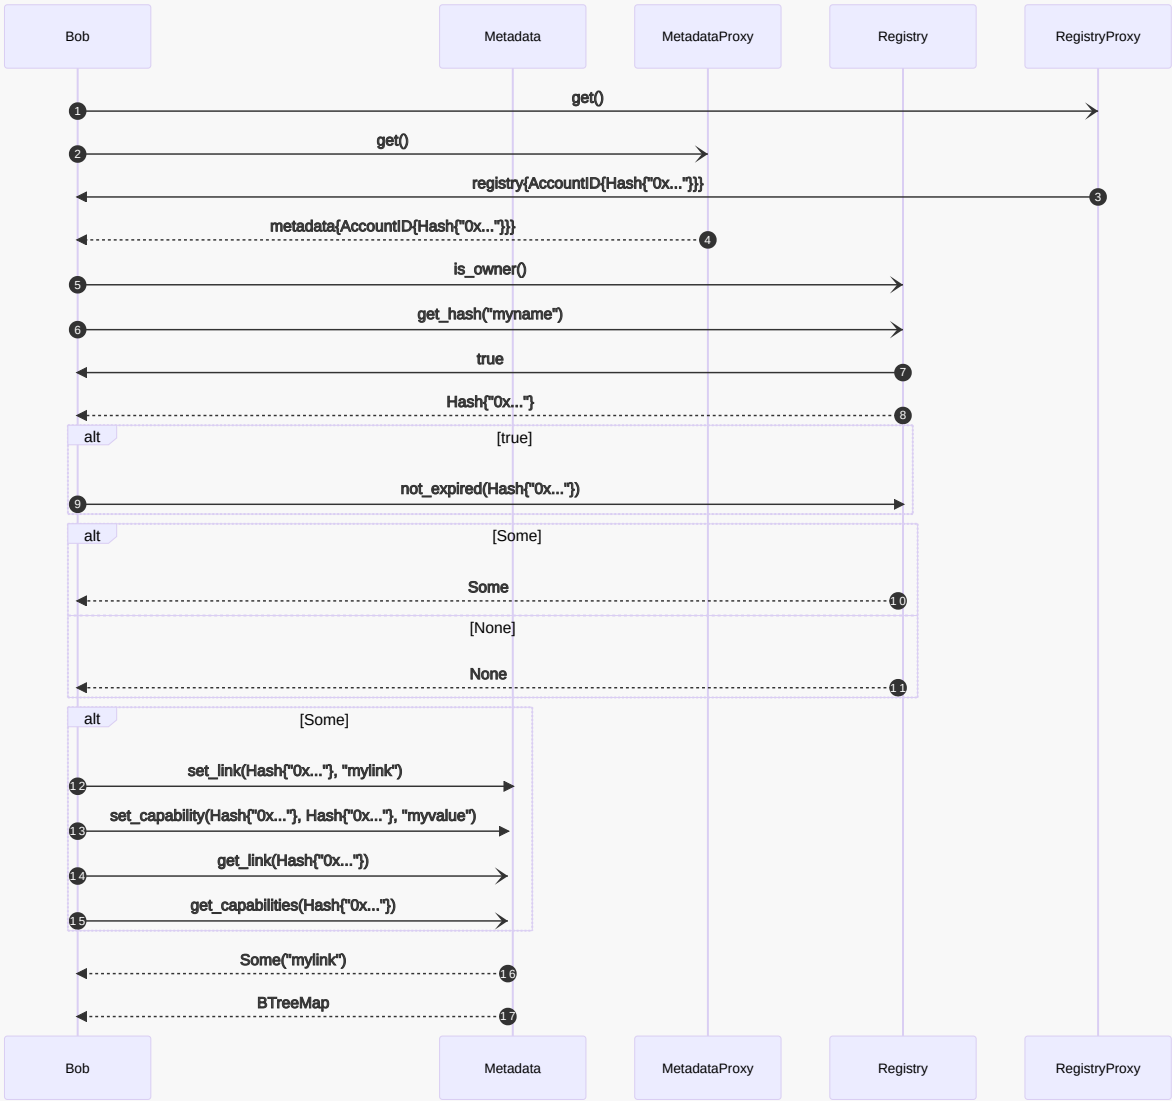 Bob
Metadata
MetadataProxy
Registry
RegistryProxy
get()
1
get()
2
registry{AccountID{Hash{"0x..."}}}
3
metadata{AccountID{Hash{"0x..."}}}
4
is_owner()
5
get_hash("myname")
6
true
7
Hash{"0x..."}
8
alt
[true]
not_expired(Hash{"0x..."})
9
alt
[Some]
Some
10
[None]
None
11
alt
[Some]
set_link(Hash{"0x..."}, "mylink")
12
set_capability(Hash{"0x..."}, Hash{"0x..."}, "myvalue")
13
get_link(Hash{"0x..."})
14
get_capabilities(Hash{"0x..."})
15
Some("mylink")
16
BTreeMap
17
Bob
Metadata
MetadataProxy
Registry
RegistryProxy